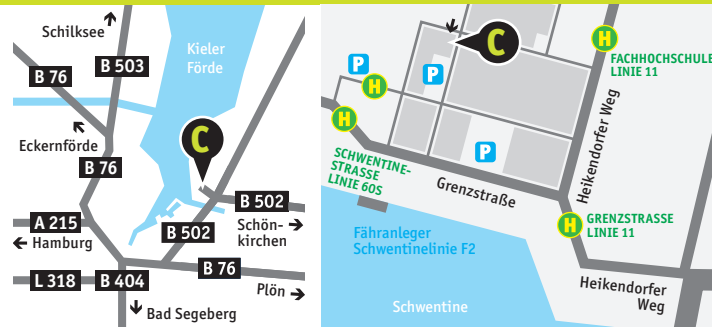 Schilksee
B 76
B 503
Kieler
Förde
Eckernförde
C
B 76
B 502
A 215
Hamburg
B 502
Schön-
kirchen
B 76
L 318
B 404
Plön
Bad Segeberg
C
H
FACHHOCHSCHULE
LINIE 11
P
P
H
H
P
SCHWENTINE-
STRASSE
LINIE 60S
Grenzstraße
Heikendorfer Weg
H
GRENZSTRASSE
LINIE 11
Fähranleger
Schwentinelinie F2
Heikendorfer
Weg
Schwentine